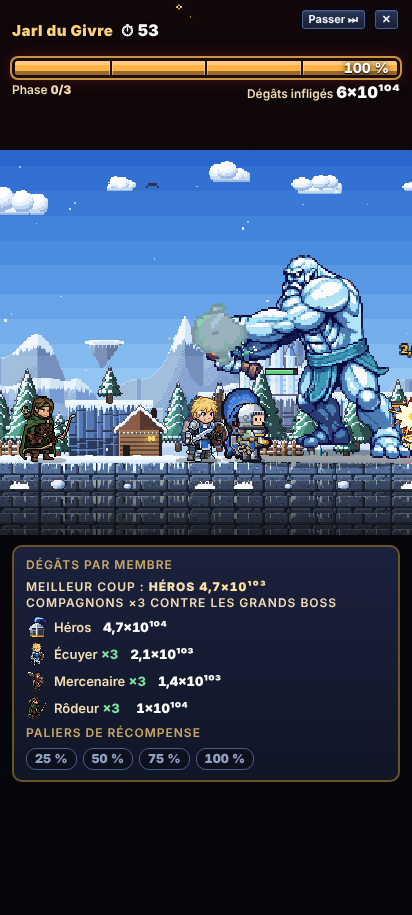 Jarl du Givre ⏱ 53
Passer ⏭ ✕
100 %
Phase 0/3
Dégâts infligés 6×10¹⁰⁴
DÉGÂTS PAR MEMBRE
MEILLEUR COUP : HÉROS 4,7×10¹⁰³
COMPAGNONS ×3 CONTRE LES GRANDS BOSS
Héros 4,7×10¹⁰⁴
Écuyer ×3 2,1×10¹⁰³
Mercenaire ×3 1,4×10¹⁰³
Rôdeur ×3 1×10¹⁰⁴
PALIERS DE RÉCOMPENSE
25 % 50 % 75 % 100 %